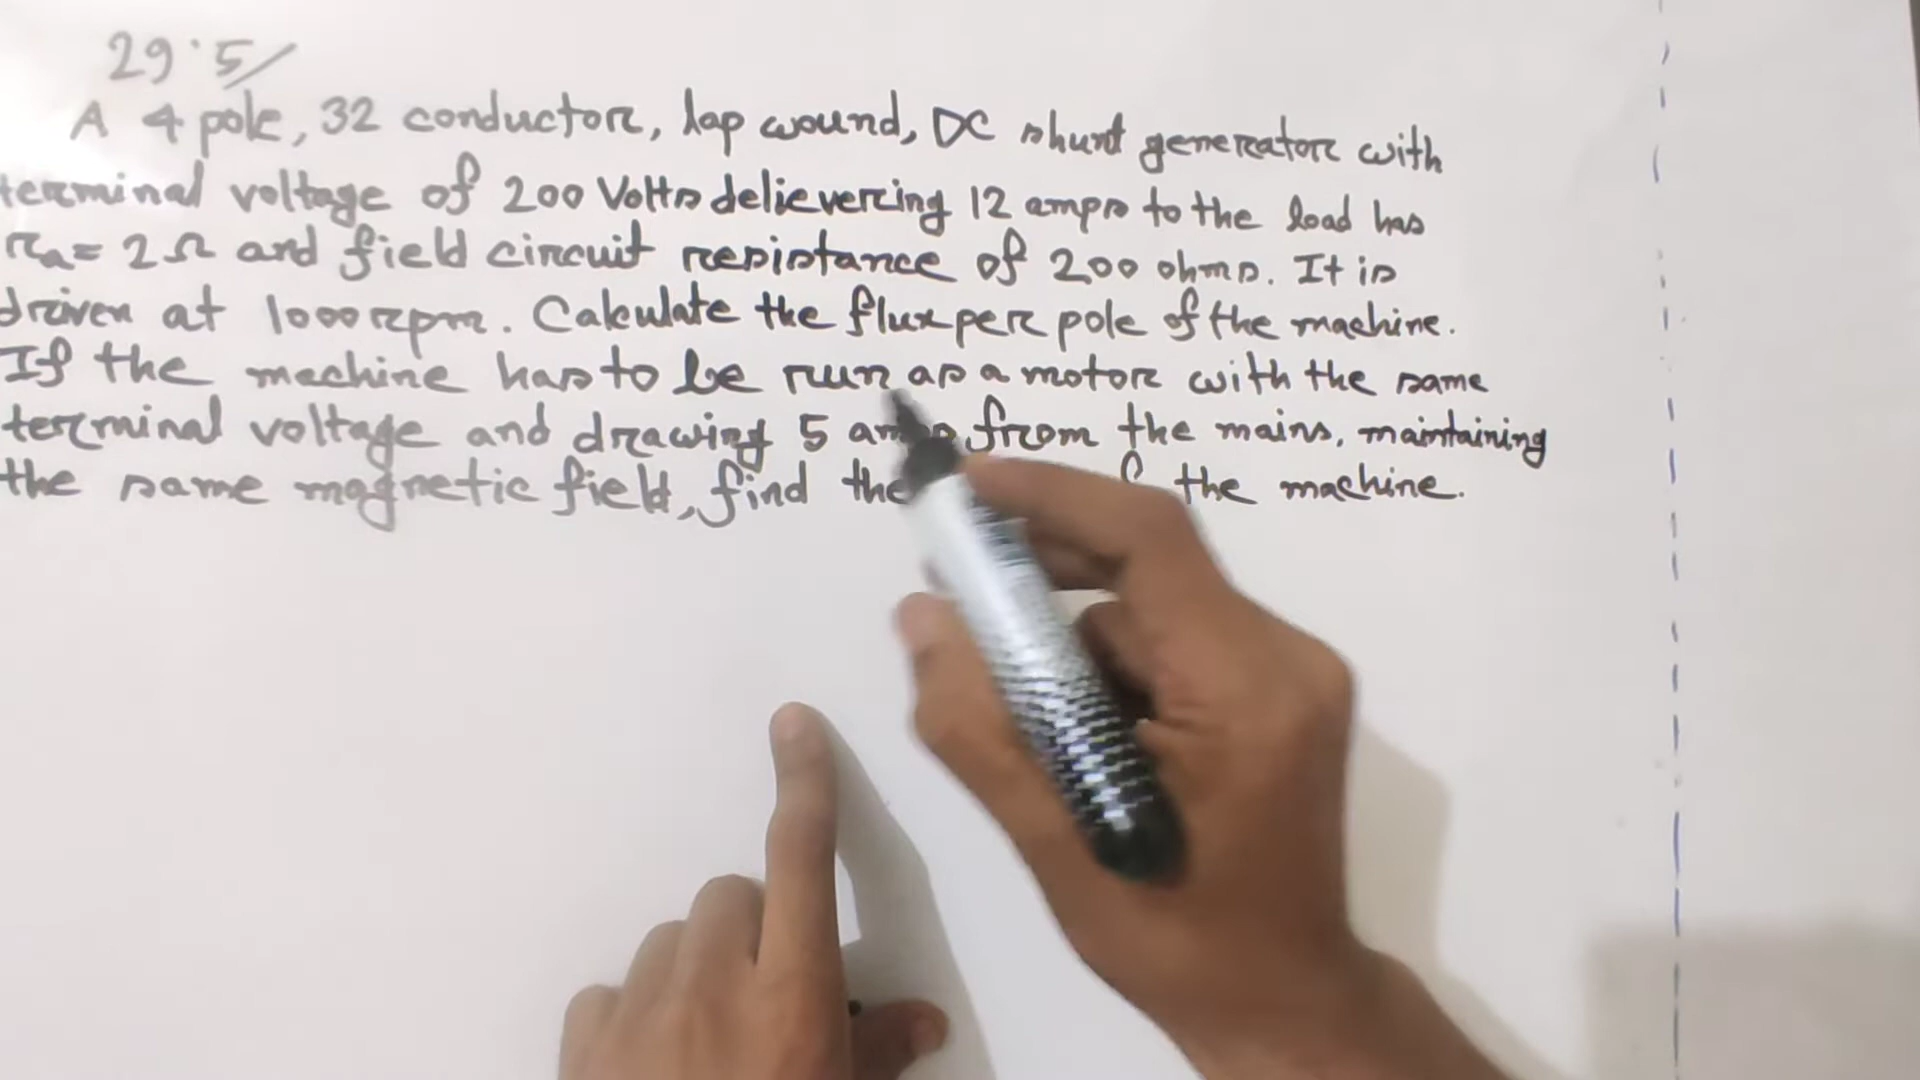 29.5/
A 4 pole, 32 conductor, lap wound, DC shunt generator with
terminal voltage of 200 Volts delievering 12 amps to the load has
ra = 2Ω and field circuit resistance of 200 ohms. It is
driven at 1000 rpm. Calculate the flux per pole of the machine.
If the machine has to be run as a motor with the same
terminal voltage and drawing 5 amps from the mains, maintaining
the same magnetic field, find the the machine.